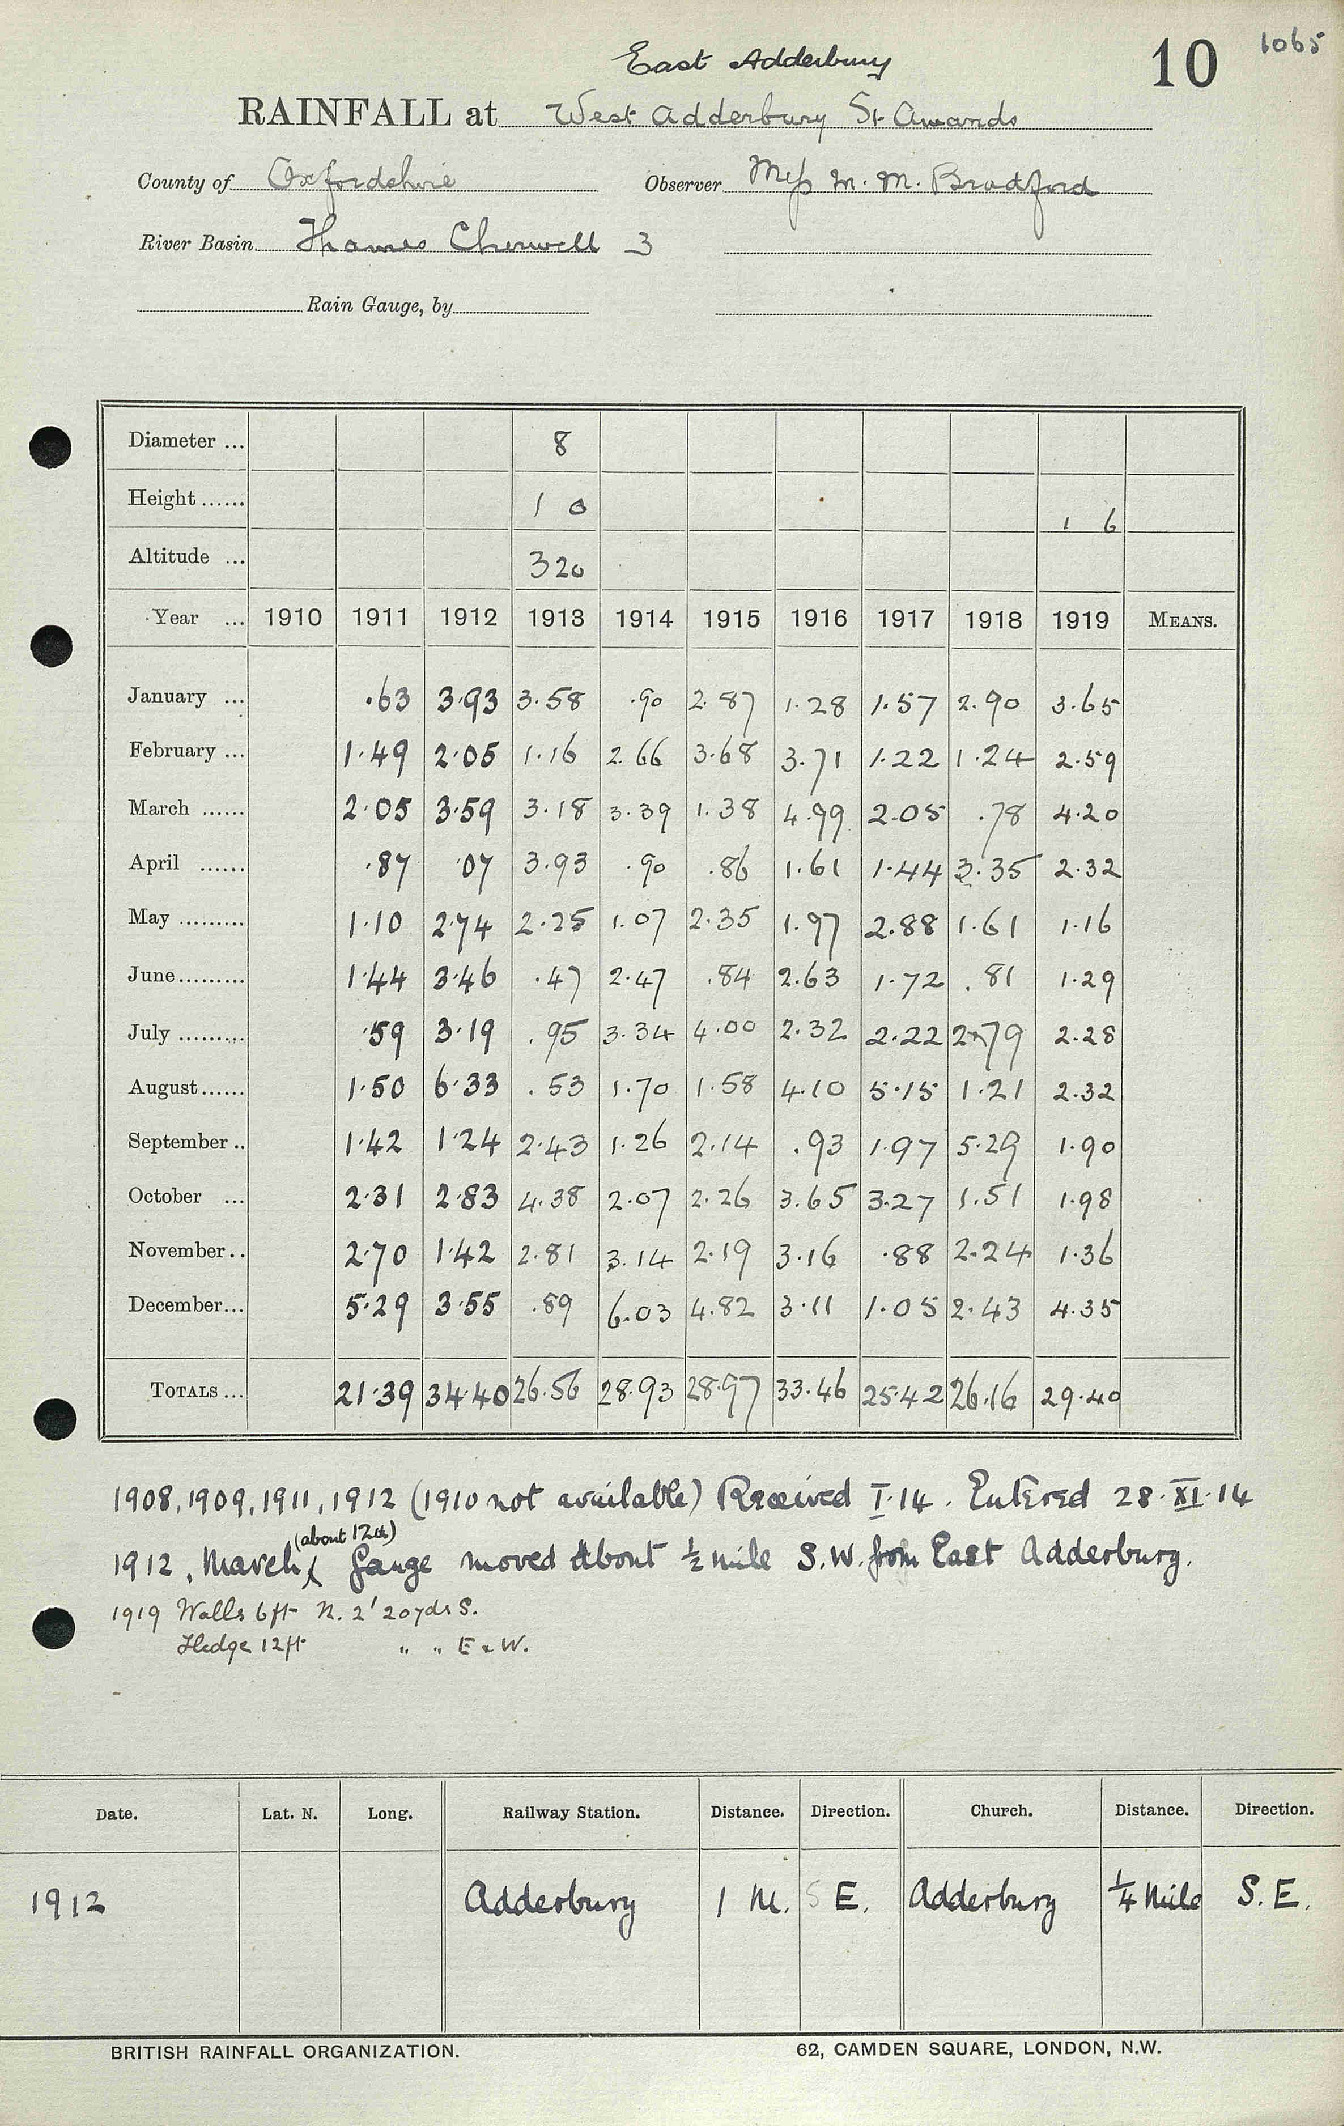 1065
10
East Adderbury
RAINFALL at West Adderbury St Amands
County of Oxfordshire Observer Miss M. M. Bradford
River Basin Thames Cherwell 3
Rain Gauge, by
Diameter ... 8
Height ...... 1 0 1 6
Altitude ... 320
Year ... 1910 1911 1912 1913 1914 1915 1916 1917 1918 1919 MEANS.
January ... .63 3.93 3.58 .90 2.87 1.28 1.57 2.90 3.65
February ... 1.49 2.05 1.16 2.66 3.68 3.71 1.22 1.24 2.59
March ...... 2.05 3.59 3.18 3.39 1.38 4.99 2.05 .78 4.20
April ...... .87 .07 3.93 .90 .86 1.61 1.44 3.35 2.32
May ......... 1.10 2.74 2.25 1.07 2.35 1.97 2.88 1.61 1.16
June......... 1.44 3.46 .47 2.47 .84 2.63 1.72 .81 1.29
July ......... .59 3.19 .95 3.34 4.00 2.32 2.22 2.79 2.28
August...... 1.50 6.33 .53 1.70 1.58 4.10 5.15 1.21 2.32
September .. 1.42 1.24 2.43 1.26 2.14 .93 1.97 5.29 1.90
October ... 2.31 2.83 4.38 2.07 2.26 3.65 3.27 1.51 1.98
November .. 2.70 1.42 2.81 3.14 2.19 3.16 .88 2.24 1.36
December... 5.29 3.55 .89 6.03 4.82 3.11 1.05 2.43 4.35
TOTALS ... 21.39 34.40 26.56 28.93 28.97 33.46 25.42 26.16 29.40
1908, 1909, 1911, 1912 (1910 not available) Received I.14. Entered 28.XI.14
1912, March (about 12th) Gauge moved about ½ mile S.W. from East Adderbury.
1919 Walls 6ft N. 2' 20yds S.
Hedge 12ft " " E & W.
Date. Lat. N. Long. Railway Station. Distance. Direction. Church. Distance. Direction.
1912 Adderbury 1 M. S E. Adderbury ¼ Mile S. E.
BRITISH RAINFALL ORGANIZATION. 62, CAMDEN SQUARE, LONDON, N.W.